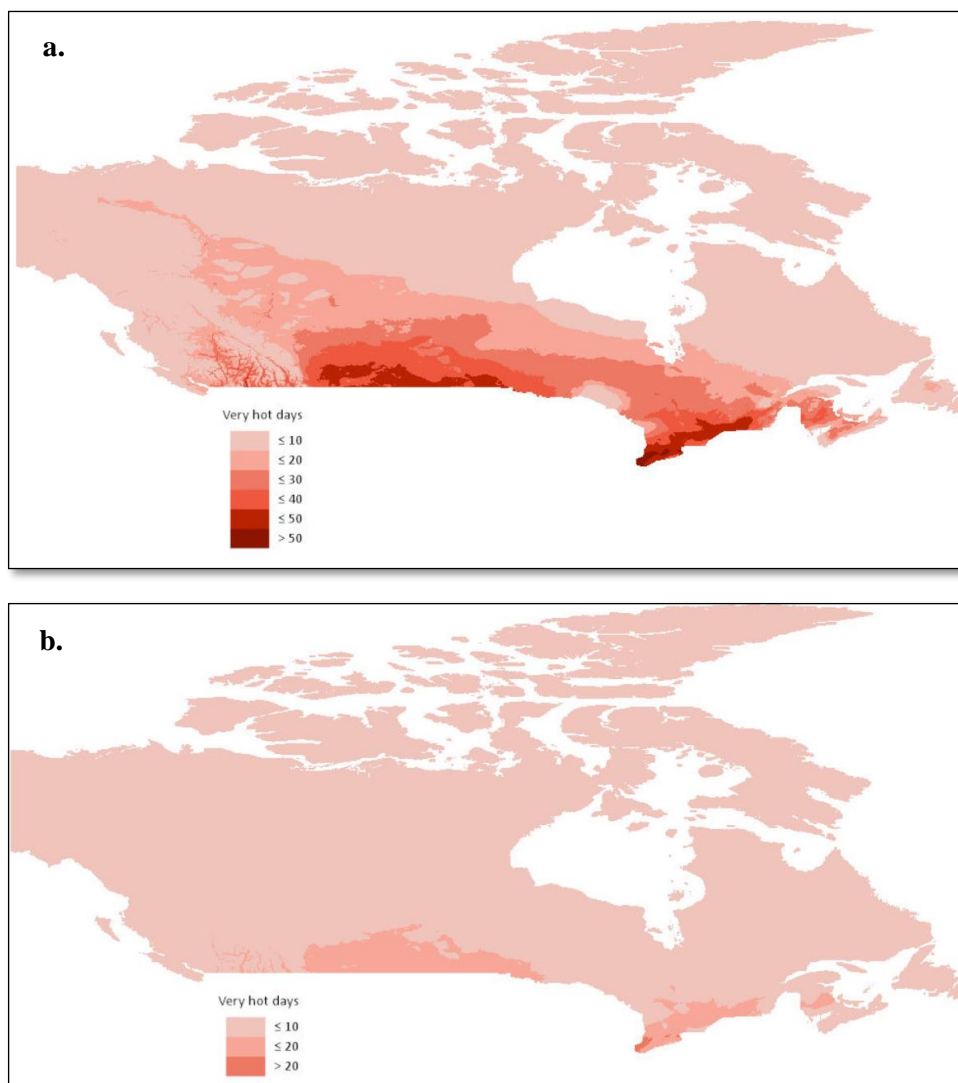 a.
Very hot days
≤ 10
≤ 20
≤ 30
≤ 40
≤ 50
> 50
b.
Very hot days
≤ 10
≤ 20
> 20